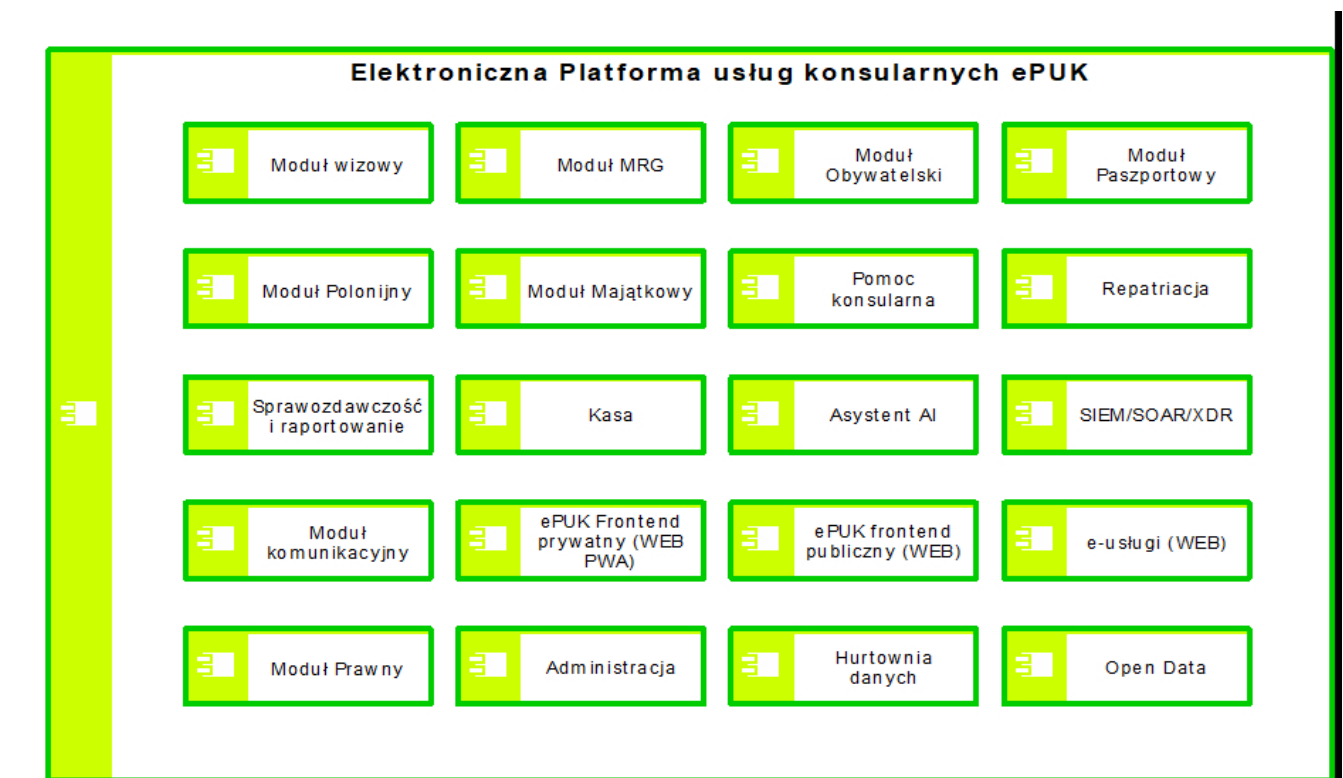 Elektroniczna Platforma usług konsularnych ePUK
Moduł wizowy
Moduł MRG
Moduł
Obywatelski
Moduł
Paszportowy
Moduł Polonijny
Moduł Majątkowy
Pomoc
konsularna
Repatriacja
Sprawozdawczość
i raportowanie
Kasa
Asystent AI
SIEM/SOAR/XDR
Moduł
komunikacyjny
ePUK Frontend
prywatny (WEB
PWA)
ePUK frontend
publiczny (WEB)
e-usługi (WEB)
Moduł Prawny
Administracja
Hurtownia
danych
Open Data